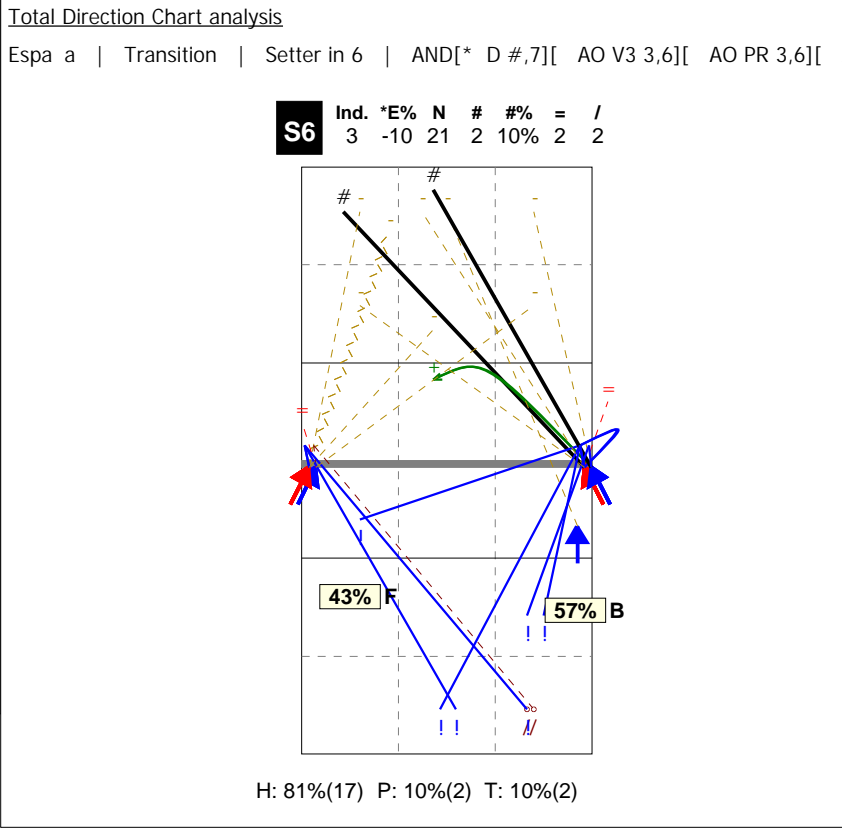 Total Direction Chart analysis
Espa a | Transition | Setter in 6 | AND[* D #,7][ AO V3 3,6][ AO PR 3,6][
S6 Ind. *E% N # #% = /
3 -10 21 2 10% 2 2
#
# - - - -
-
- -
-
+
=
=
!
43% F
57% B
! !
! ! ! //
H: 81%(17) P: 10%(2) T: 10%(2)